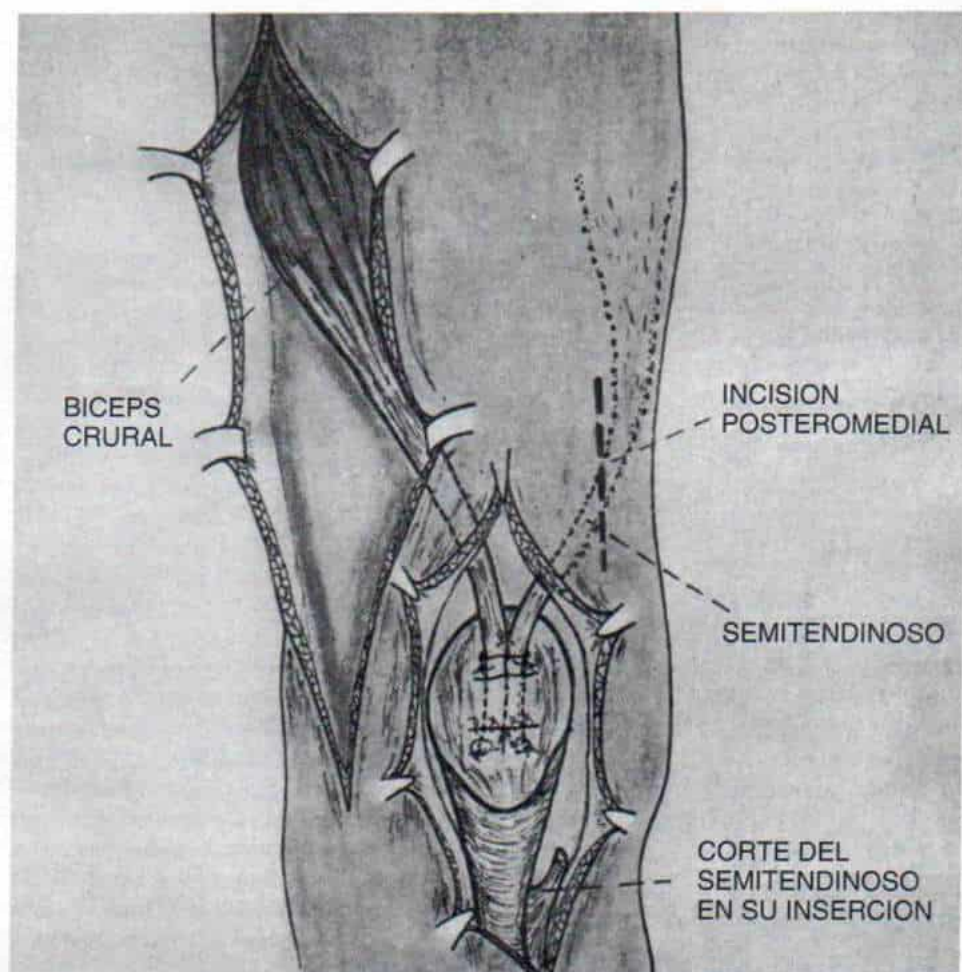 BICEPS
CRURAL
INCISION
POSTEROMEDIAL
SEMITENDINOSO
CORTE DEL
SEMITENDINOSO
EN SU INSERCION